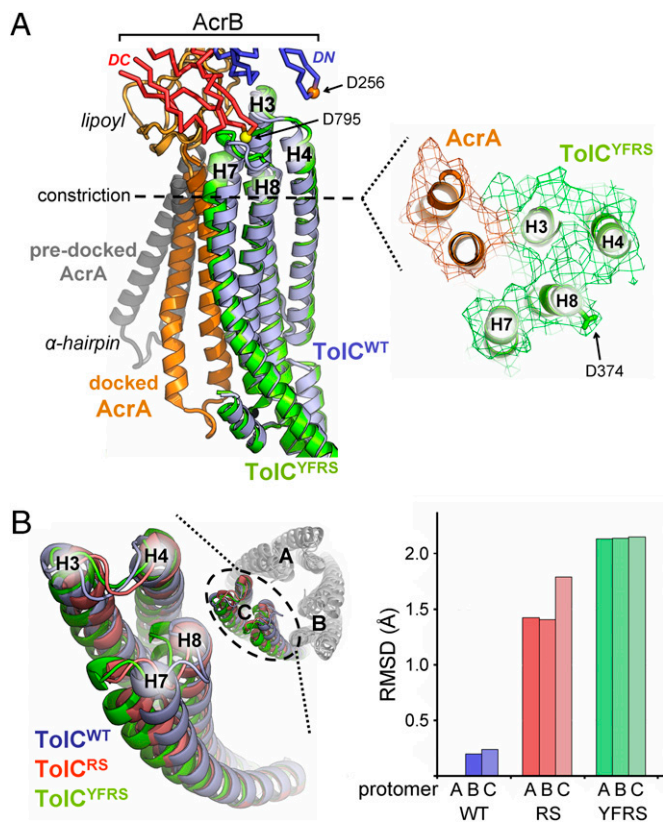 A
AcrB
DC
DN
D256
H3
D795
lipoyl
H4
H7
H8
constriction
pre-docked
AcrA
α-hairpin
docked
AcrA
TolC^WT
TolC^YFRS
AcrA
TolC^YFRS
H3
H4
H8
H7
D374
B
H3
H4
H8
H7
A
C
B
TolC^WT
TolC^RS
TolC^YFRS
RMSD (Å)
2.0
1.5
1.0
0.5
protomer A B C A B C A B C
WT RS YFRS